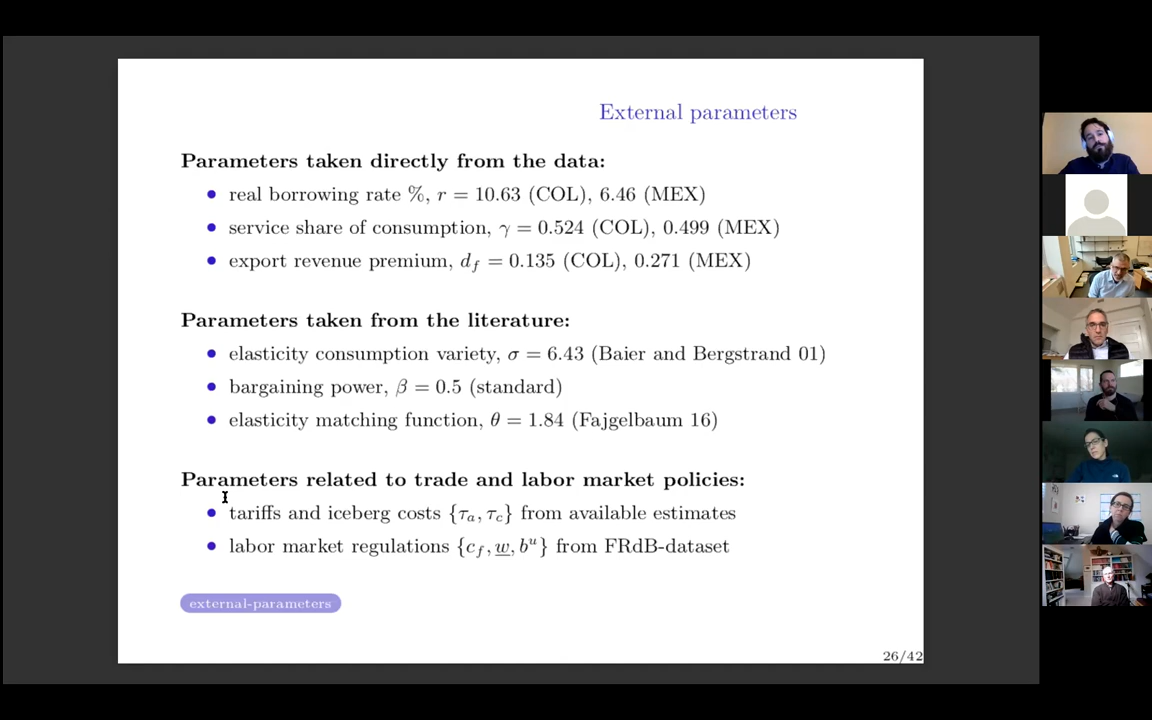 External parameters
Parameters taken directly from the data:
• real borrowing rate %, r = 10.63 (COL), 6.46 (MEX)
• service share of consumption, γ = 0.524 (COL), 0.499 (MEX)
• export revenue premium, d_f = 0.135 (COL), 0.271 (MEX)
Parameters taken from the literature:
• elasticity consumption variety, σ = 6.43 (Baier and Bergstrand 01)
• bargaining power, β = 0.5 (standard)
• elasticity matching function, θ = 1.84 (Fajgelbaum 16)
Parameters related to trade and labor market policies:
• tariffs and iceberg costs {τ_a, τ_c} from available estimates
• labor market regulations {c_f, w̲, b^u} from FRdB-dataset
external-parameters
26/42